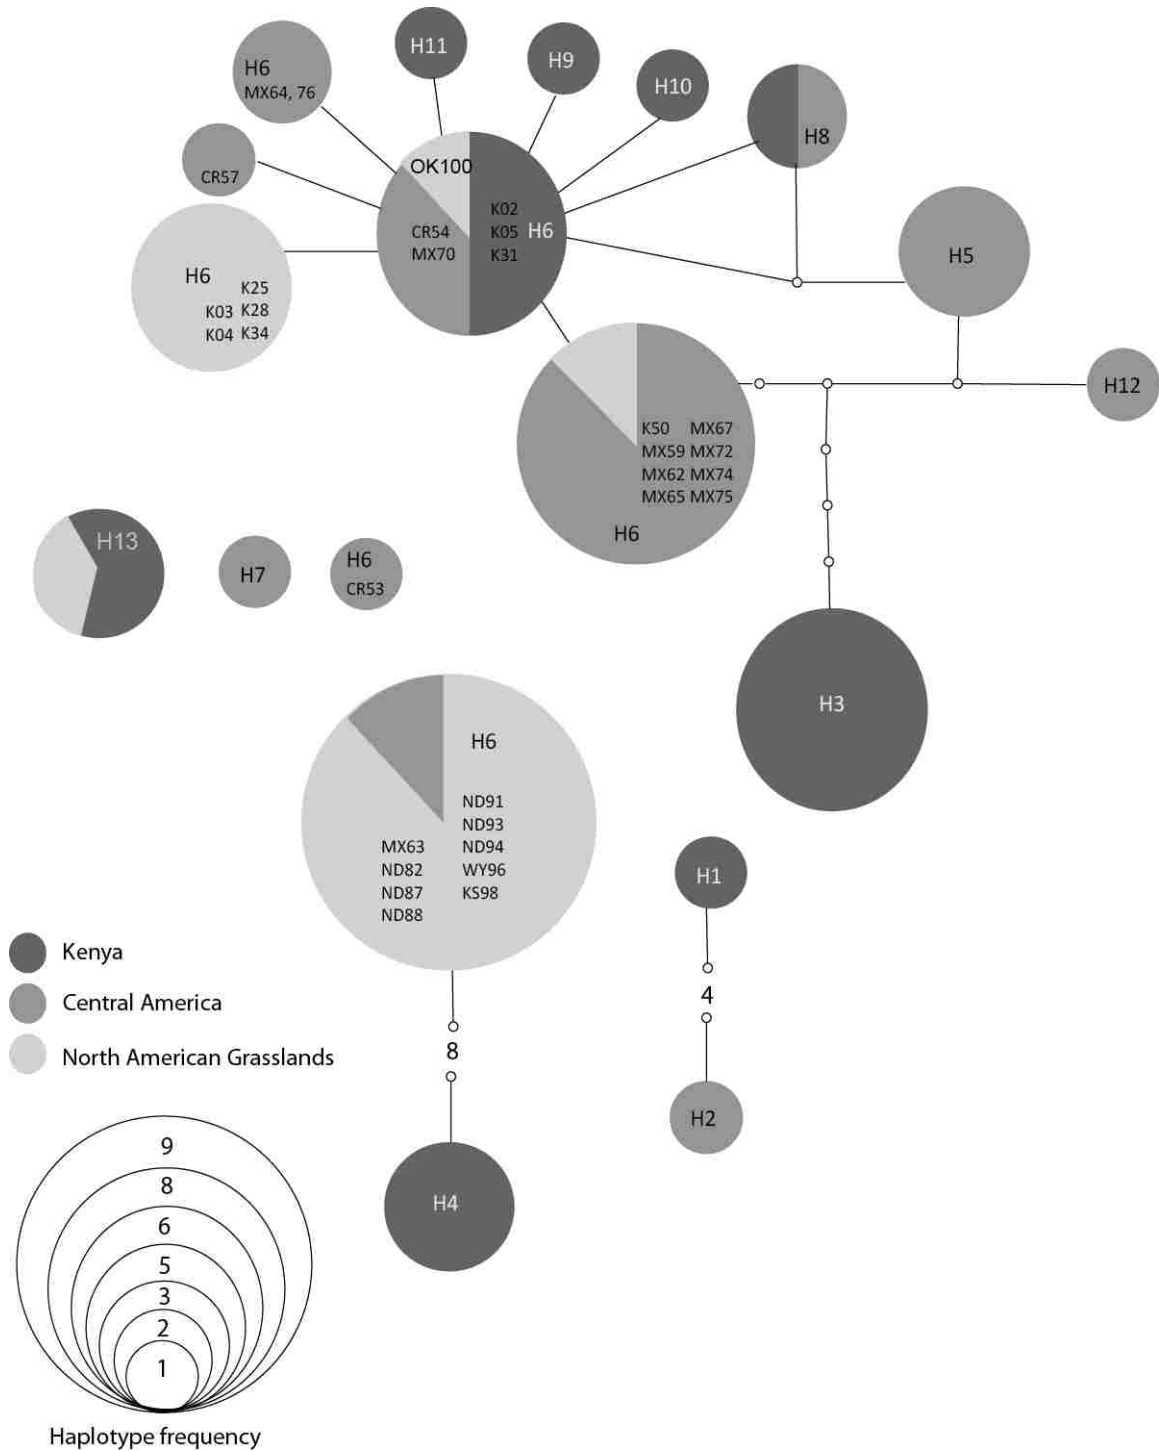 H11
H9
H10
H6
MX64, 76
H8
CR57
OK100
CR54
MX70
K02
K05
K31
H6
H5
H6
K03
K04
K25
K28
K34
H12
K50 MX67
MX59 MX72
MX62 MX74
MX65 MX75
H6
H13
H7
H6
CR53
H3
H6
MX63
ND82
ND87
ND88
ND91
ND93
ND94
WY96
KS98
H1
4
H2
8
H4
Kenya
Central America
North American Grasslands
9
8
6
5
3
2
1
Haplotype frequency